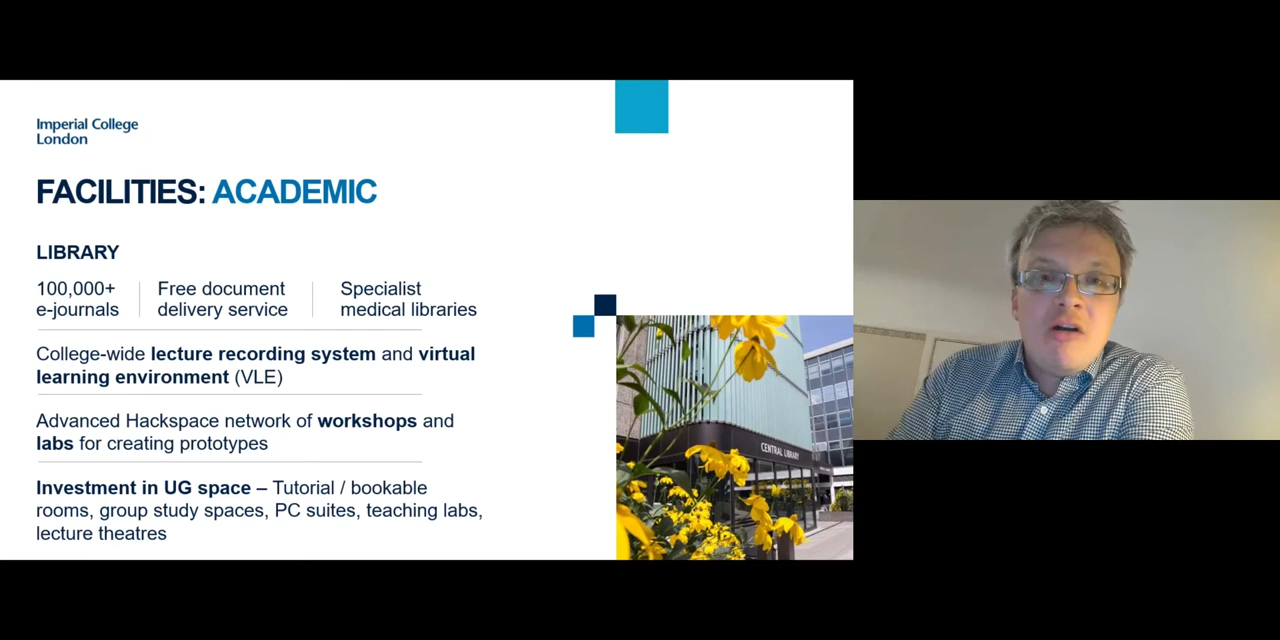 Imperial College
London
FACILITIES: ACADEMIC
LIBRARY
100,000+
e-journals
Free document
delivery service
Specialist
medical libraries
College-wide lecture recording system and virtual
learning environment (VLE)
Advanced Hackspace network of workshops and
labs for creating prototypes
Investment in UG space – Tutorial / bookable
rooms, group study spaces, PC suites, teaching labs,
lecture theatres
CENTRAL LIBRARY